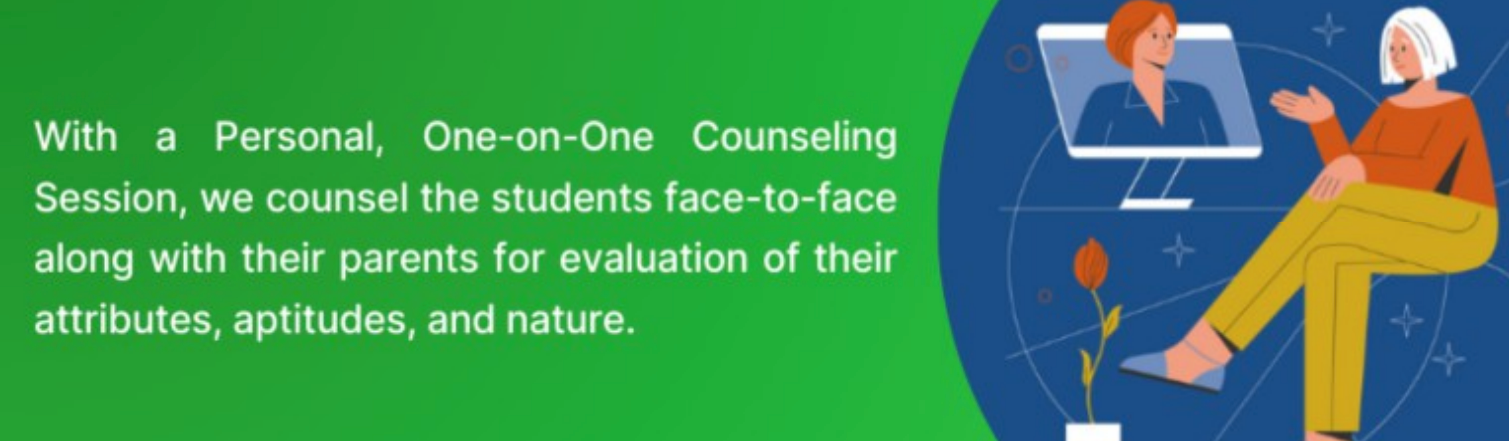 With a Personal, One-on-One Counseling
Session, we counsel the students face-to-face
along with their parents for evaluation of their
attributes, aptitudes, and nature.